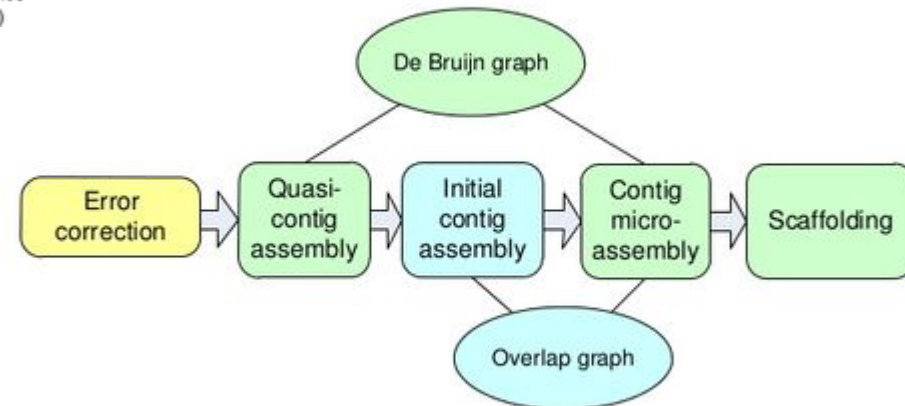 De Bruijn graph
Error
correction
Quasi-
contig
assembly
Initial
contig
assembly
Contig
micro-
assembly
Scaffolding
Overlap graph